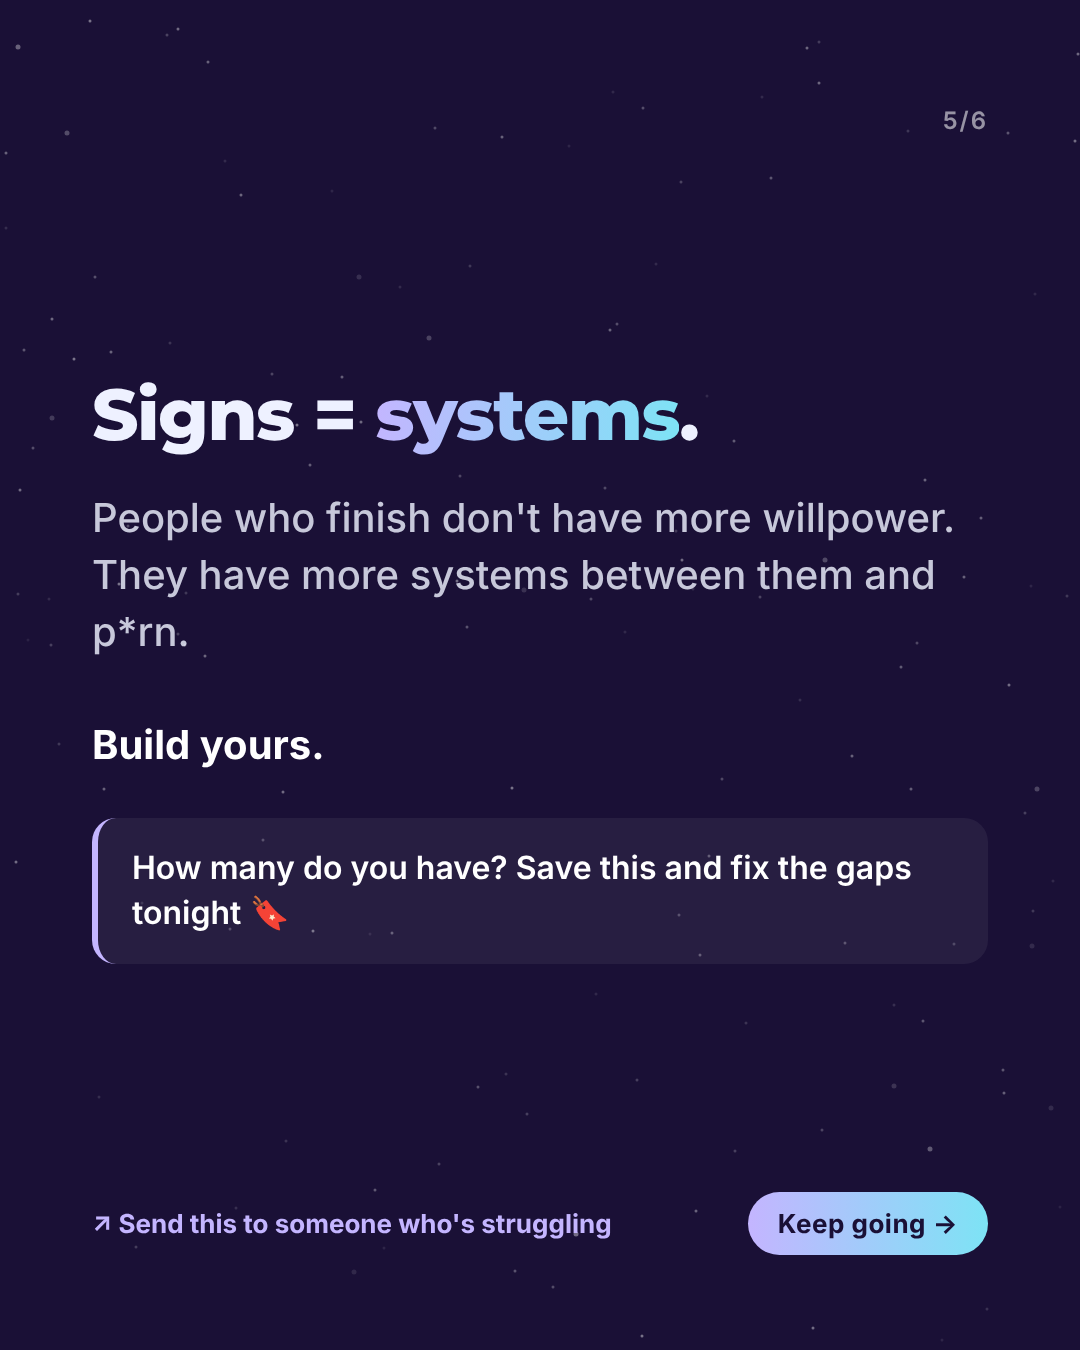 5/6
Signs = systems.
People who finish don't have more willpower.
They have more systems between them and
p*rn.
Build yours.
How many do you have? Save this and fix the gaps
tonight 🔖
↗ Send this to someone who's struggling
Keep going →